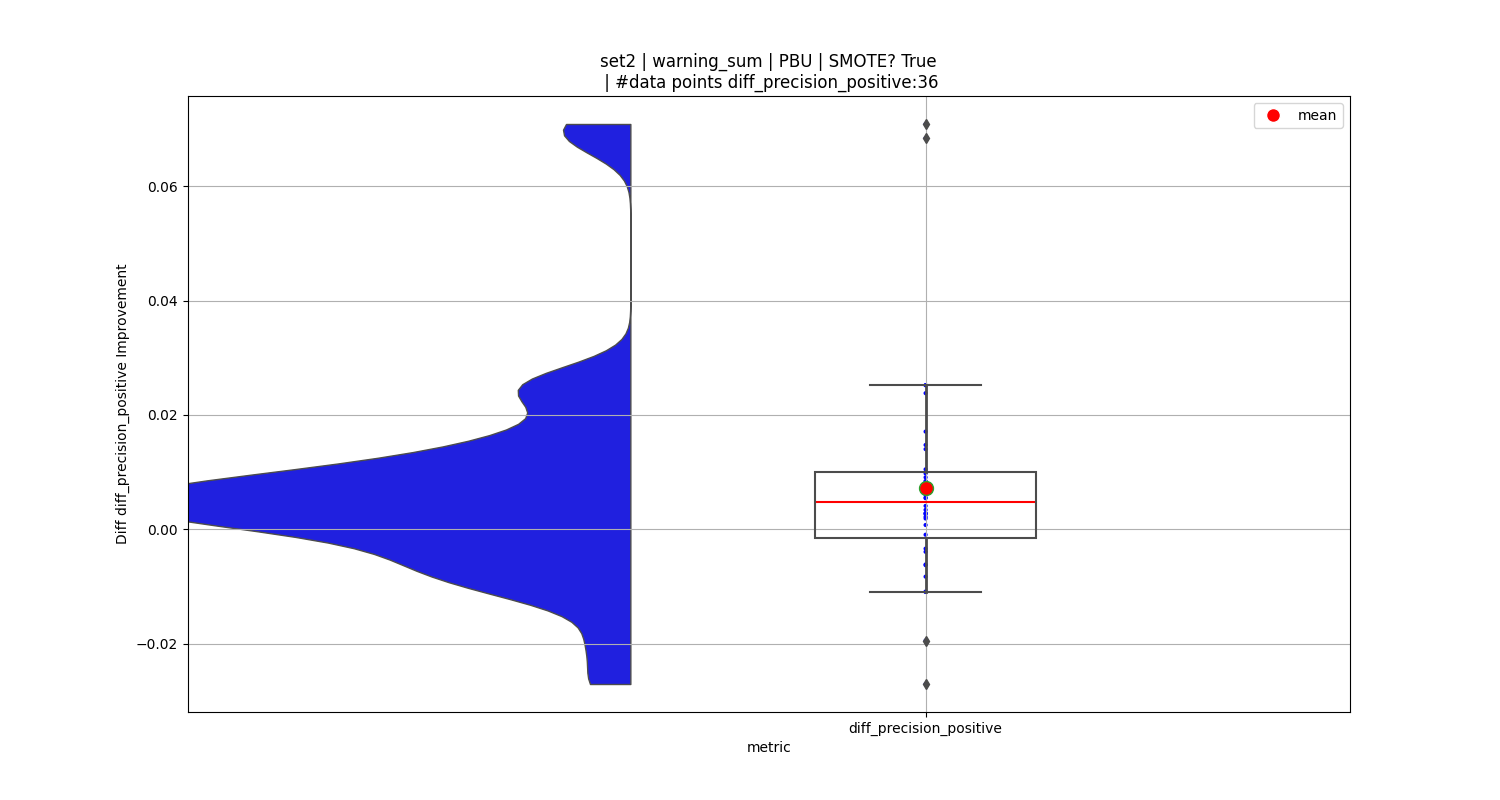 set2 | warning_sum | PBU | SMOTE? True
| #data points diff_precision_positive:36
mean
Diff diff_precision_positive Improvement
0.06
0.04
0.02
0.00
−0.02
diff_precision_positive
metric